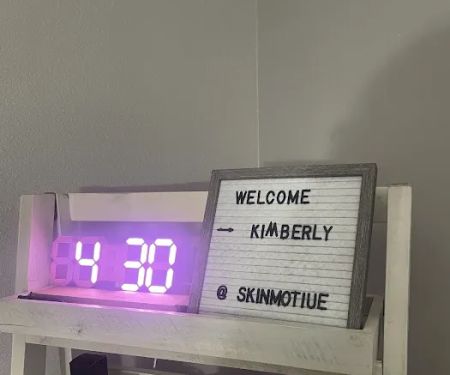 4 30
WELCOME
→ KIMBERLY
@ SKINMOTIUE